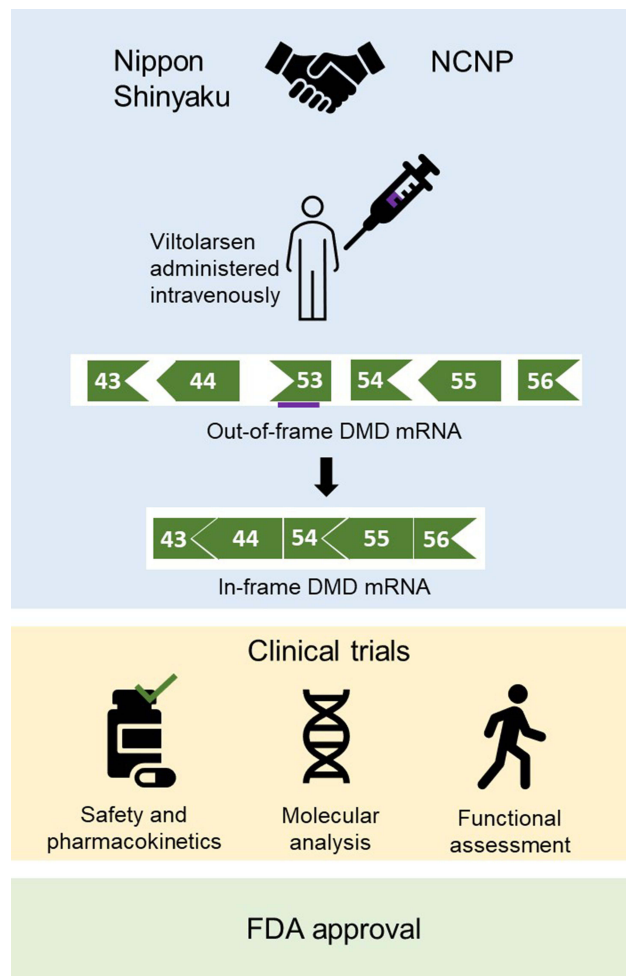 Nippon
Shinyaku
NCNP
Viltolarsen
administered
intravenously
43 44 53 54 55 56
Out-of-frame DMD mRNA
43 44 54 55 56
In-frame DMD mRNA
Clinical trials
Safety and
pharmacokinetics
Molecular
analysis
Functional
assessment
FDA approval